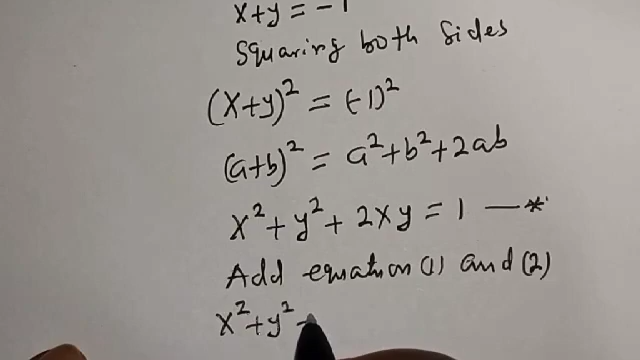 x+y = -1
Squaring both sides
(x+y)² = (-1)²
(a+b)² = a²+b²+2ab
x²+y²+2xy = 1 —*
Add equation (1) and (2)
x²+y²